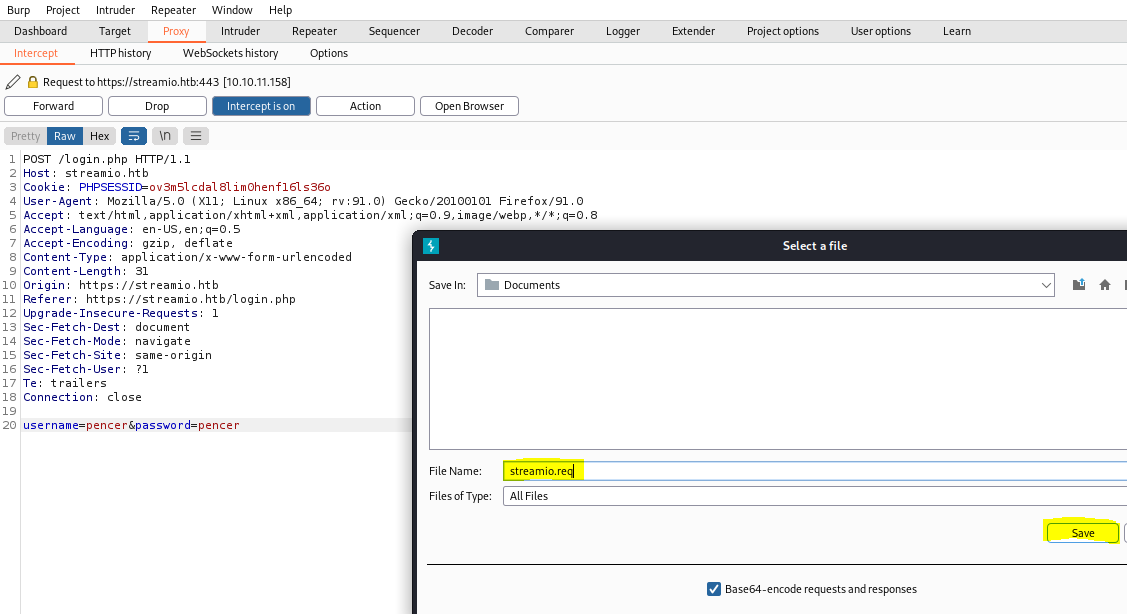 Burp Project Intruder Repeater Window Help
Dashboard Target Proxy Intruder Repeater Sequencer Decoder Comparer Logger Extender Project options User options Learn
Intercept HTTP history WebSockets history Options
Request to https://streamio.htb:443 [10.10.11.158]
Forward Drop Intercept is on Action Open Browser
Pretty Raw Hex \n
1 POST /login.php HTTP/1.1
2 Host: streamio.htb
3 Cookie: PHPSESSID=ov3m5lcdal8lim0henf16ls36o
4 User-Agent: Mozilla/5.0 (X11; Linux x86_64; rv:91.0) Gecko/20100101 Firefox/91.0
5 Accept: text/html,application/xhtml+xml,application/xml;q=0.9,image/webp,*/*;q=0.8
6 Accept-Language: en-US,en;q=0.5
7 Accept-Encoding: gzip, deflate
8 Content-Type: application/x-www-form-urlencoded
9 Content-Length: 31
10 Origin: https://streamio.htb
11 Referer: https://streamio.htb/login.php
12 Upgrade-Insecure-Requests: 1
13 Sec-Fetch-Dest: document
14 Sec-Fetch-Mode: navigate
15 Sec-Fetch-Site: same-origin
16 Sec-Fetch-User: ?1
17 Te: trailers
18 Connection: close
19
20 username=pencer&password=pencer
Select a file
Save In: Documents
File Name: streamio.req
Files of Type: All Files
Save
Base64-encode requests and responses